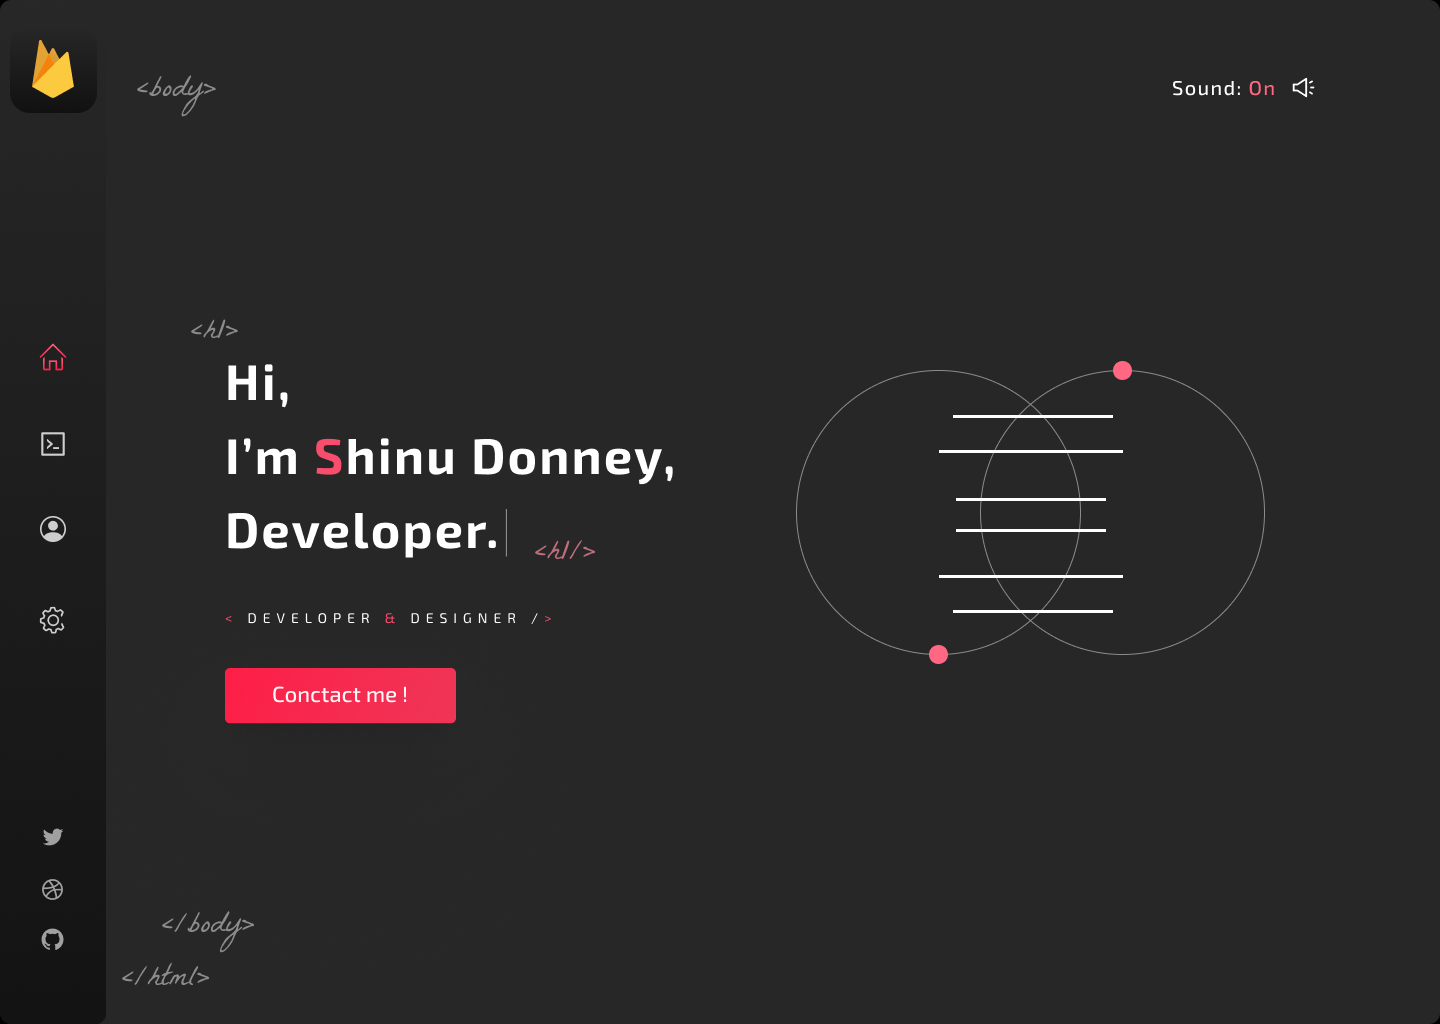 <body>
Sound: On
<h1>
Hi,
I’m Shinu Donney,
Developer.
<h1/>
< DEVELOPER & DESIGNER />
Conctact me !
</body>
</html>